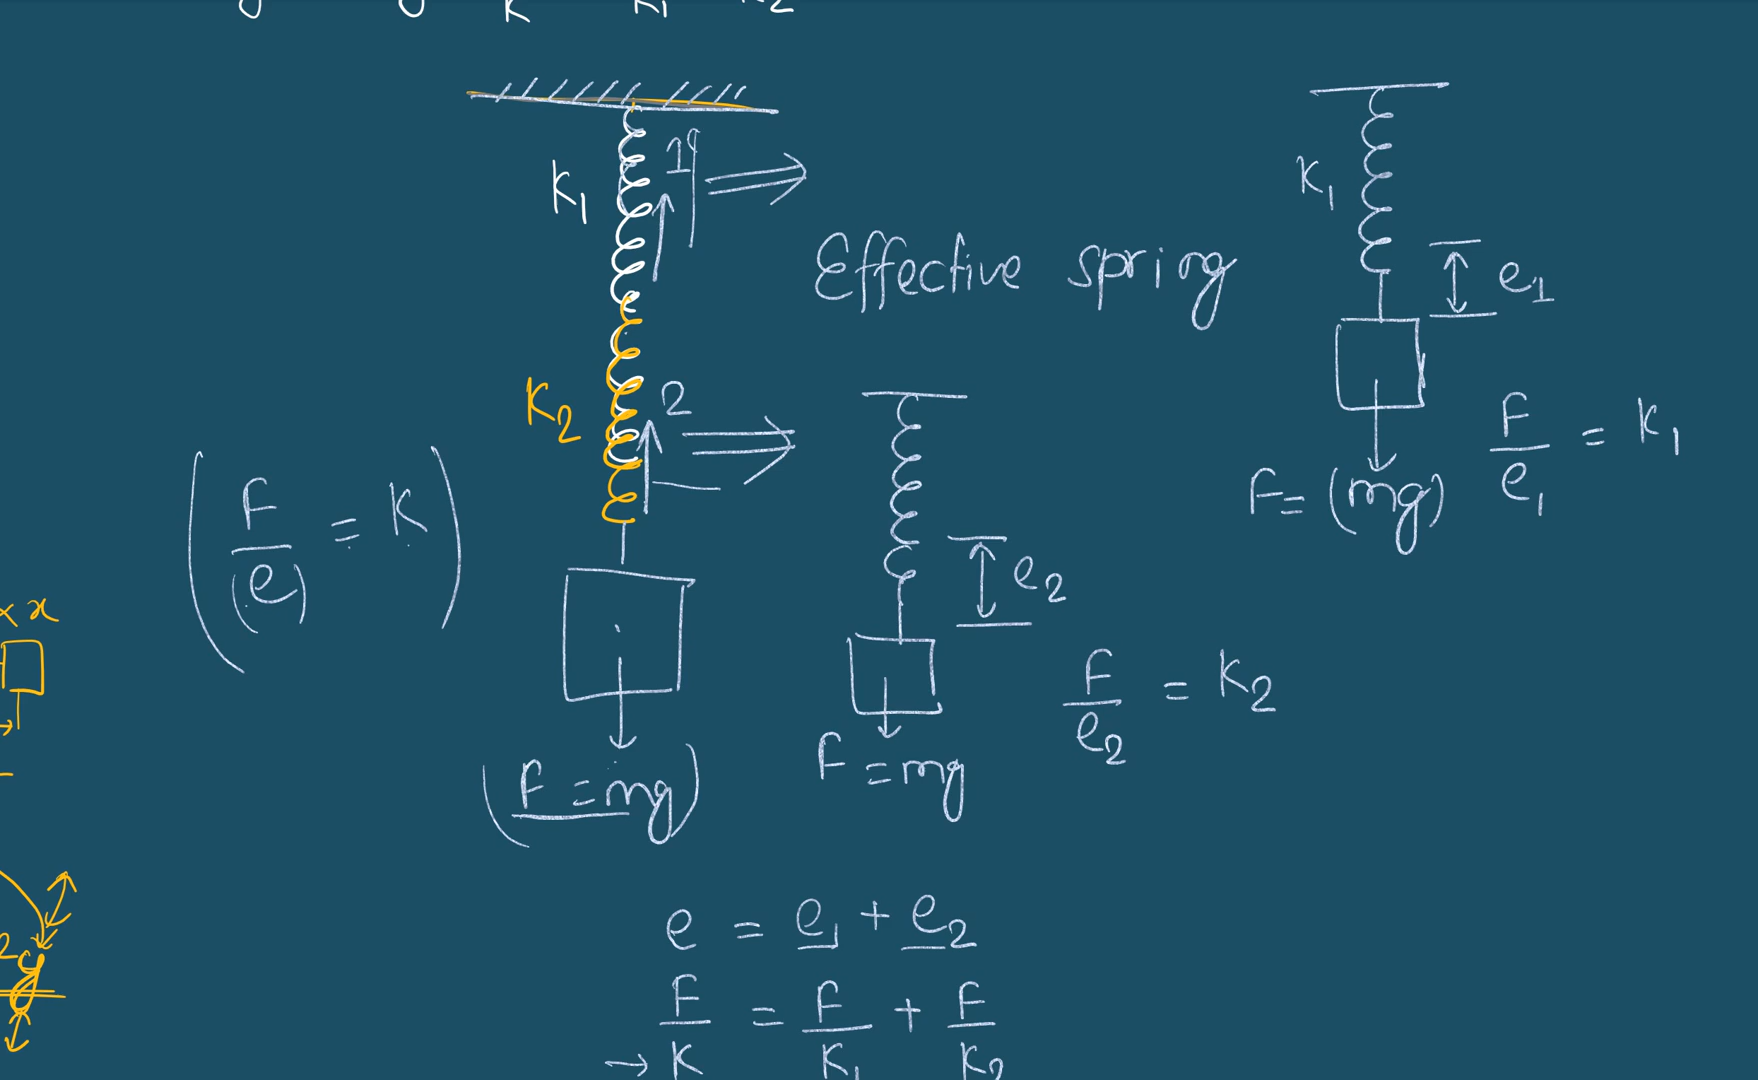 K₁
1
K₁
Effective spring
e₁
K₂
2
F/e = K
F = (mg)
F/e₁ = K₁
e₂
× x
F/e₂ = K₂
F = mg
(F = mg)
e = e₁ + e₂
F/K = F/K₁ + F/K₂
→